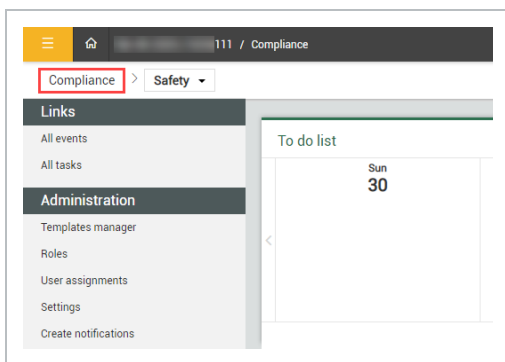 111 / Compliance
Compliance > Safety
Links
All events
All tasks
Administration
Templates manager
Roles
User assignments
Settings
Create notifications
To do list
Sun
30